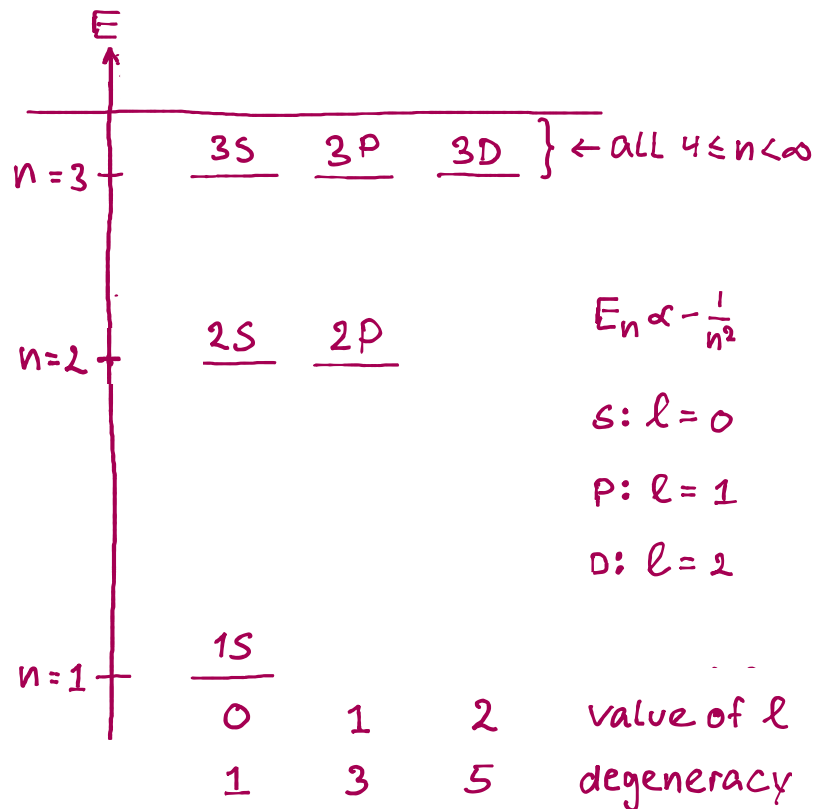 E
n=3 3S 3P 3D } ← all 4≤n<∞
n=2 2S 2P
E_n ∝ -1/n²
S: ℓ=0
P: ℓ=1
D: ℓ=2
n=1 1S
0 1 2 value of ℓ
1 3 5 degeneracy